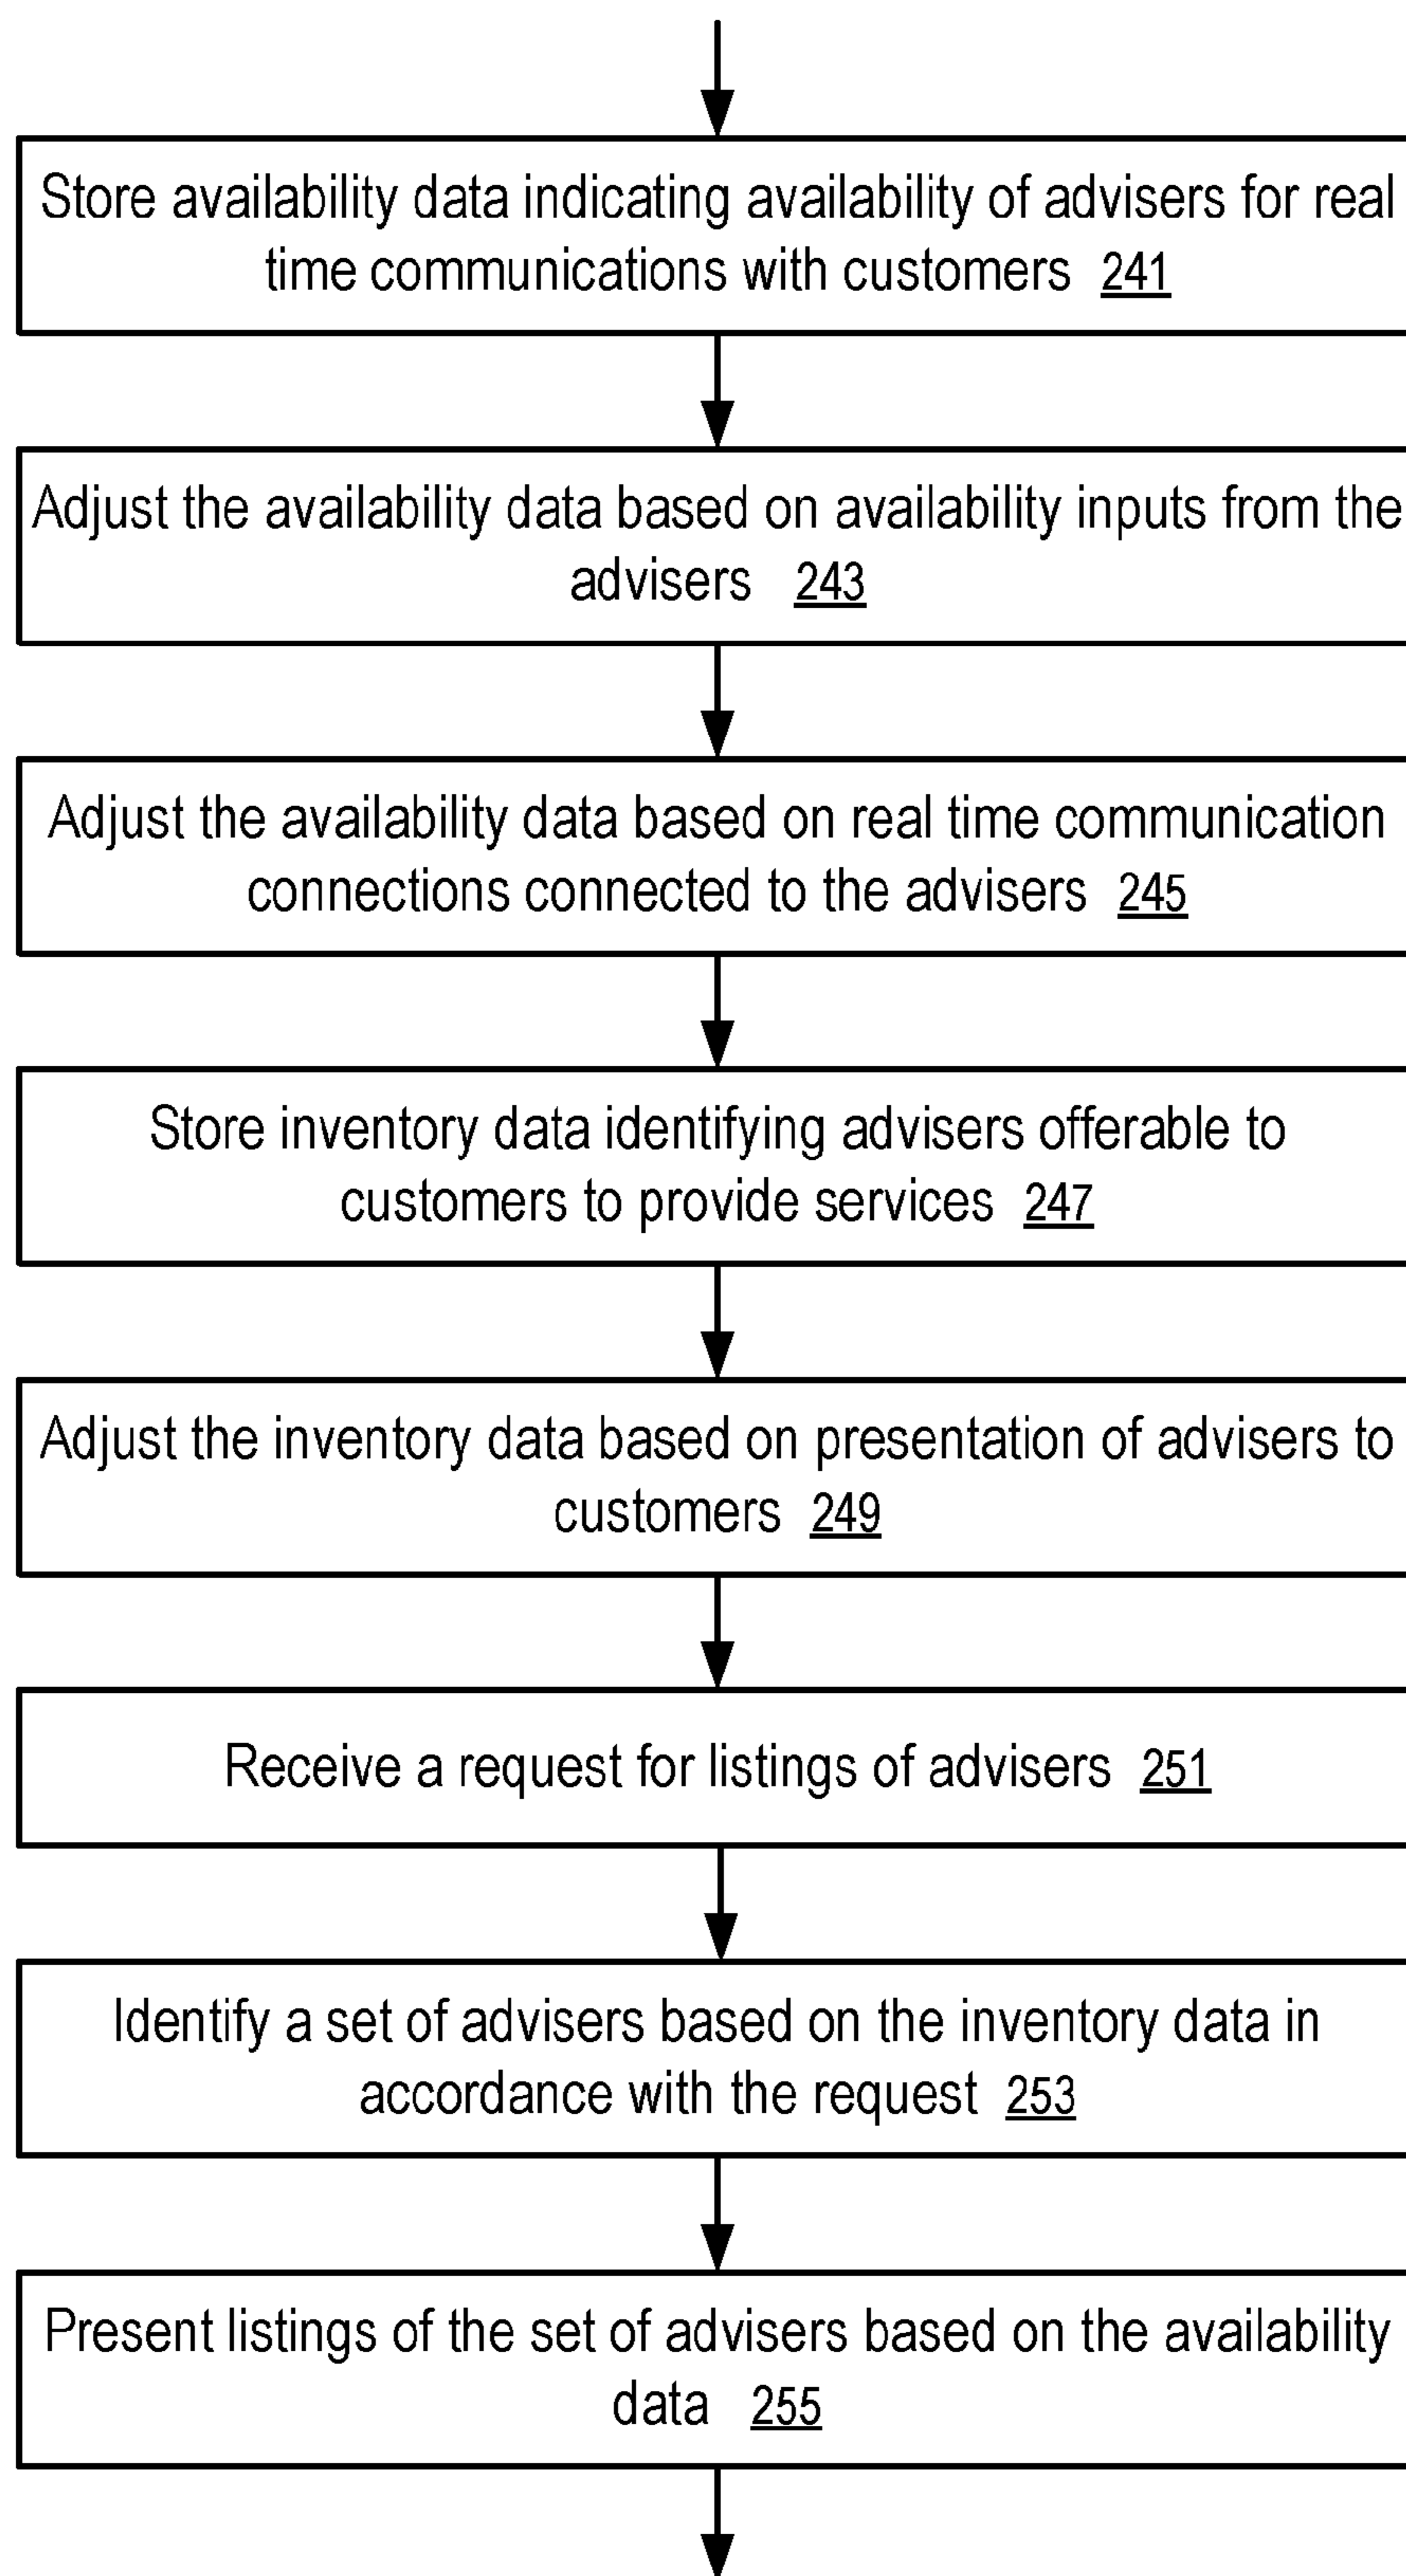 Store availability data indicating availability of advisers for real
time communications with customers 241
Adjust the availability data based on availability inputs from the
advisers 243
Adjust the availability data based on real time communication
connections connected to the advisers 245
Store inventory data identifying advisers offerable to
customers to provide services 247
Adjust the inventory data based on presentation of advisers to
customers 249
Receive a request for listings of advisers 251
Identify a set of advisers based on the inventory data in
accordance with the request 253
Present listings of the set of advisers based on the availability
data 255